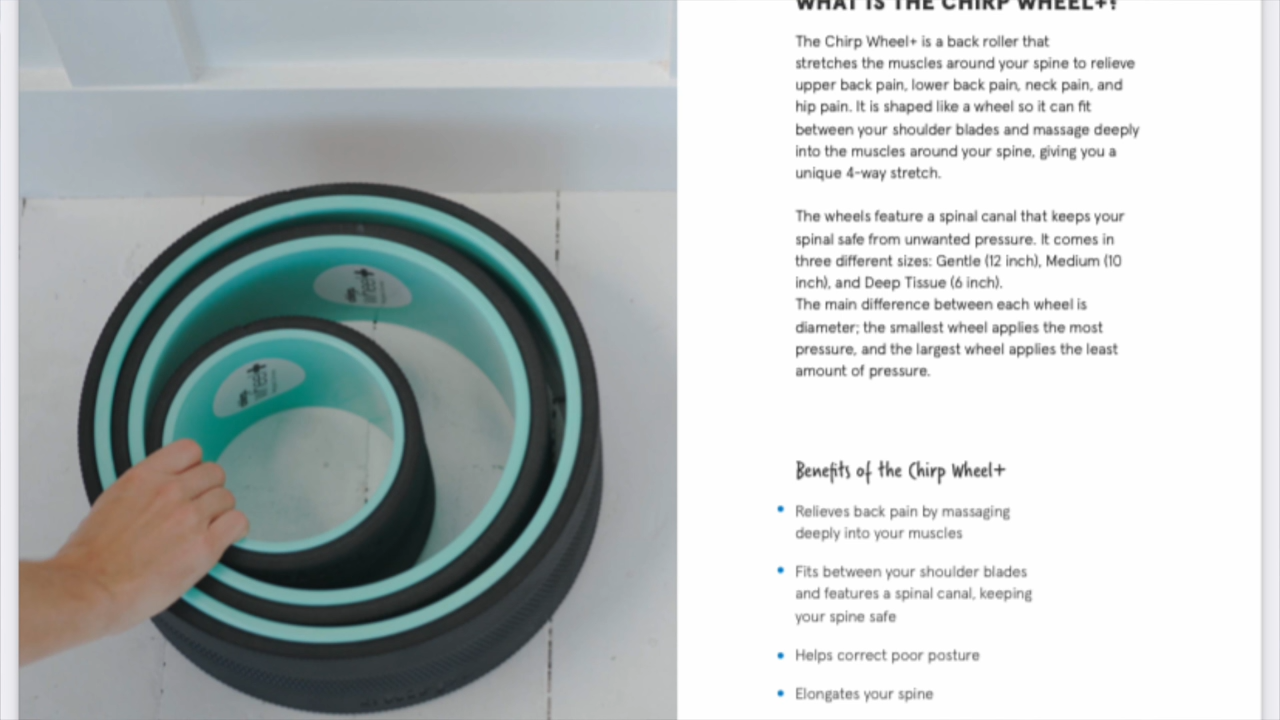 WHAT IS THE CHIRP WHEEL+?
The Chirp Wheel+ is a back roller that
stretches the muscles around your spine to relieve
upper back pain, lower back pain, neck pain, and
hip pain. It is shaped like a wheel so it can fit
between your shoulder blades and massage deeply
into the muscles around your spine, giving you a
unique 4-way stretch.
The wheels feature a spinal canal that keeps your
spinal safe from unwanted pressure. It comes in
three different sizes: Gentle (12 inch), Medium (10
inch), and Deep Tissue (6 inch).
The main difference between each wheel is
diameter; the smallest wheel applies the most
pressure, and the largest wheel applies the least
amount of pressure.
Benefits of the Chirp Wheel+
Relieves back pain by massaging
deeply into your muscles
Fits between your shoulder blades
and features a spinal canal, keeping
your spine safe
Helps correct poor posture
Elongates your spine